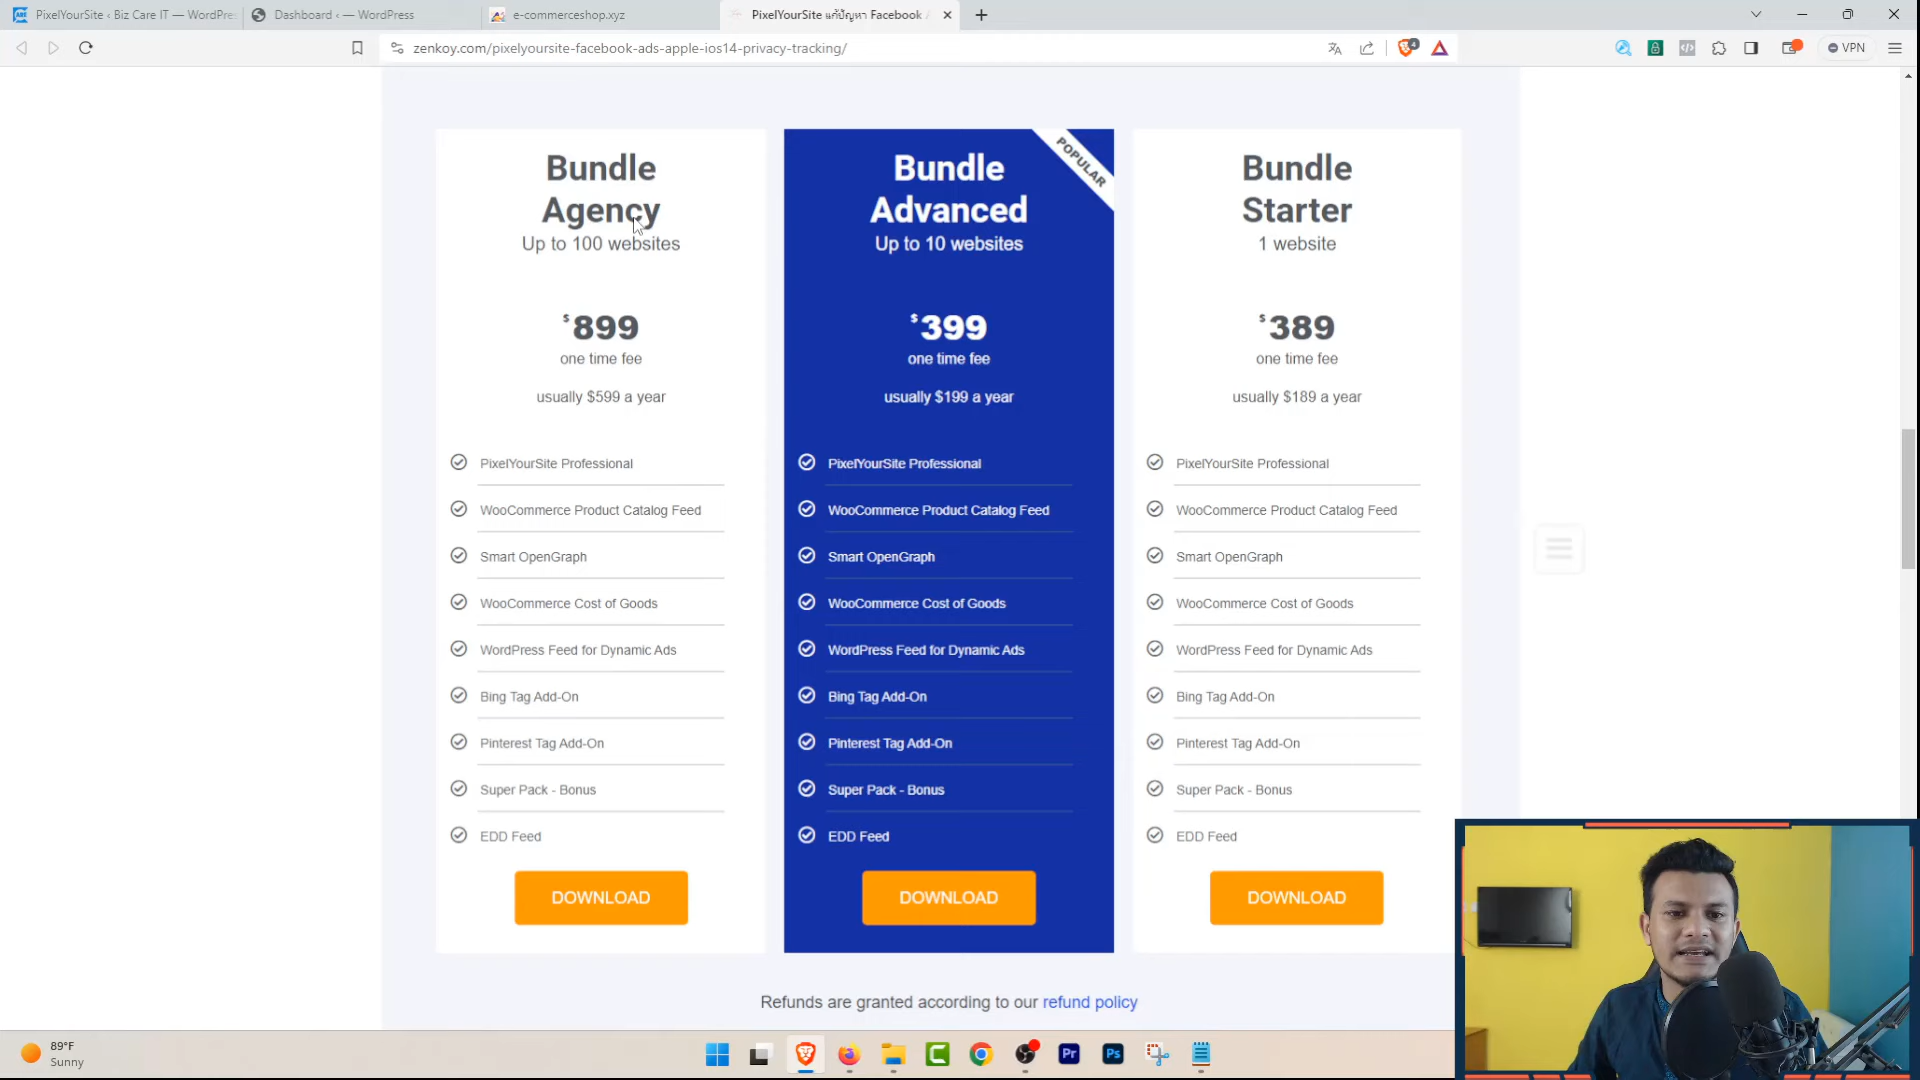 PixelYourSite ‹ Biz Care IT — WordPre
Dashboard ‹ — WordPress
e-commerceshop.xyz
PixelYourSite แก้ปัญหา Facebook
zenkoy.com/pixelyoursite-facebook-ads-apple-ios14-privacy-tracking/
4
VPN
Bundle
Agency
Up to 100 websites
$899
one time fee
usually $599 a year
PixelYourSite Professional
WooCommerce Product Catalog Feed
Smart OpenGraph
WooCommerce Cost of Goods
WordPress Feed for Dynamic Ads
Bing Tag Add-On
Pinterest Tag Add-On
Super Pack - Bonus
EDD Feed
DOWNLOAD
POPULAR
Bundle
Advanced
Up to 10 websites
$399
one time fee
usually $199 a year
PixelYourSite Professional
WooCommerce Product Catalog Feed
Smart OpenGraph
WooCommerce Cost of Goods
WordPress Feed for Dynamic Ads
Bing Tag Add-On
Pinterest Tag Add-On
Super Pack - Bonus
EDD Feed
DOWNLOAD
Bundle
Starter
1 website
$389
one time fee
usually $189 a year
PixelYourSite Professional
WooCommerce Product Catalog Feed
Smart OpenGraph
WooCommerce Cost of Goods
WordPress Feed for Dynamic Ads
Bing Tag Add-On
Pinterest Tag Add-On
Super Pack - Bonus
EDD Feed
DOWNLOAD
Refunds are granted according to our refund policy
89°F
Sunny
Pr
Ps